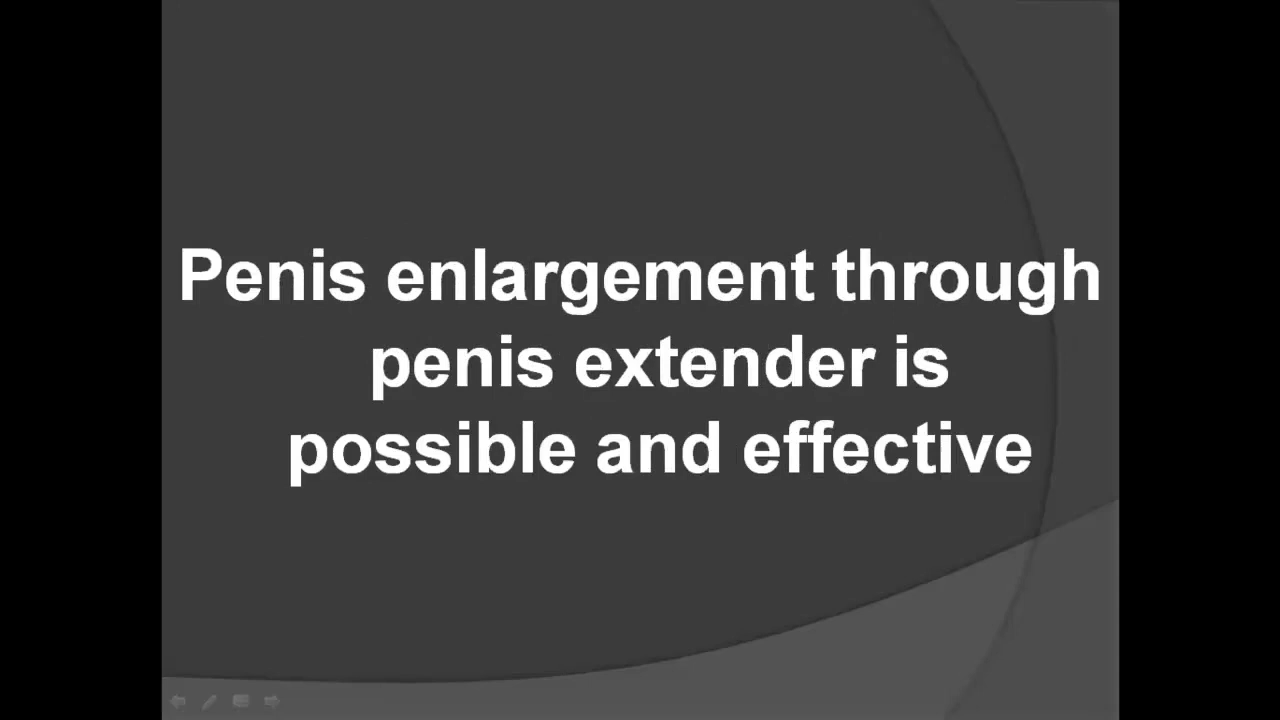 Penis enlargement through
penis extender is
possible and effective